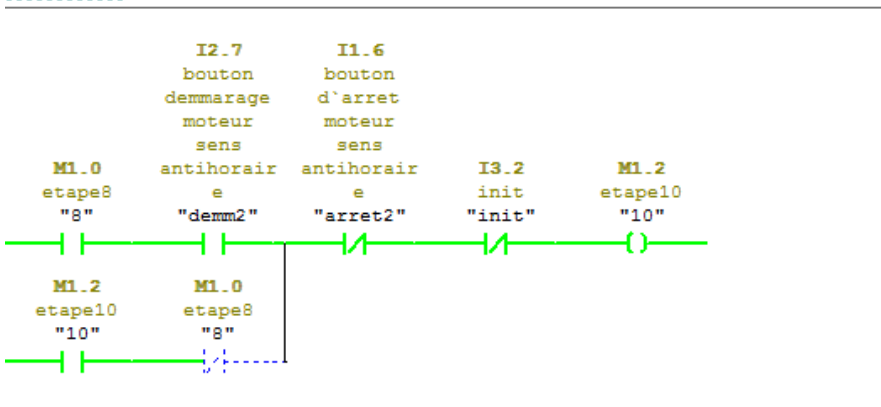 I2.7 I1.6
bouton bouton
demmarage d`arret
moteur moteur
sens sens
M1.0 antihorair antihorair I3.2 M1.2
etape8 e e init etape10
"8" "demm2" "arret2" "init" "10"
M1.2 M1.0
etape10 etape8
"10" "8"